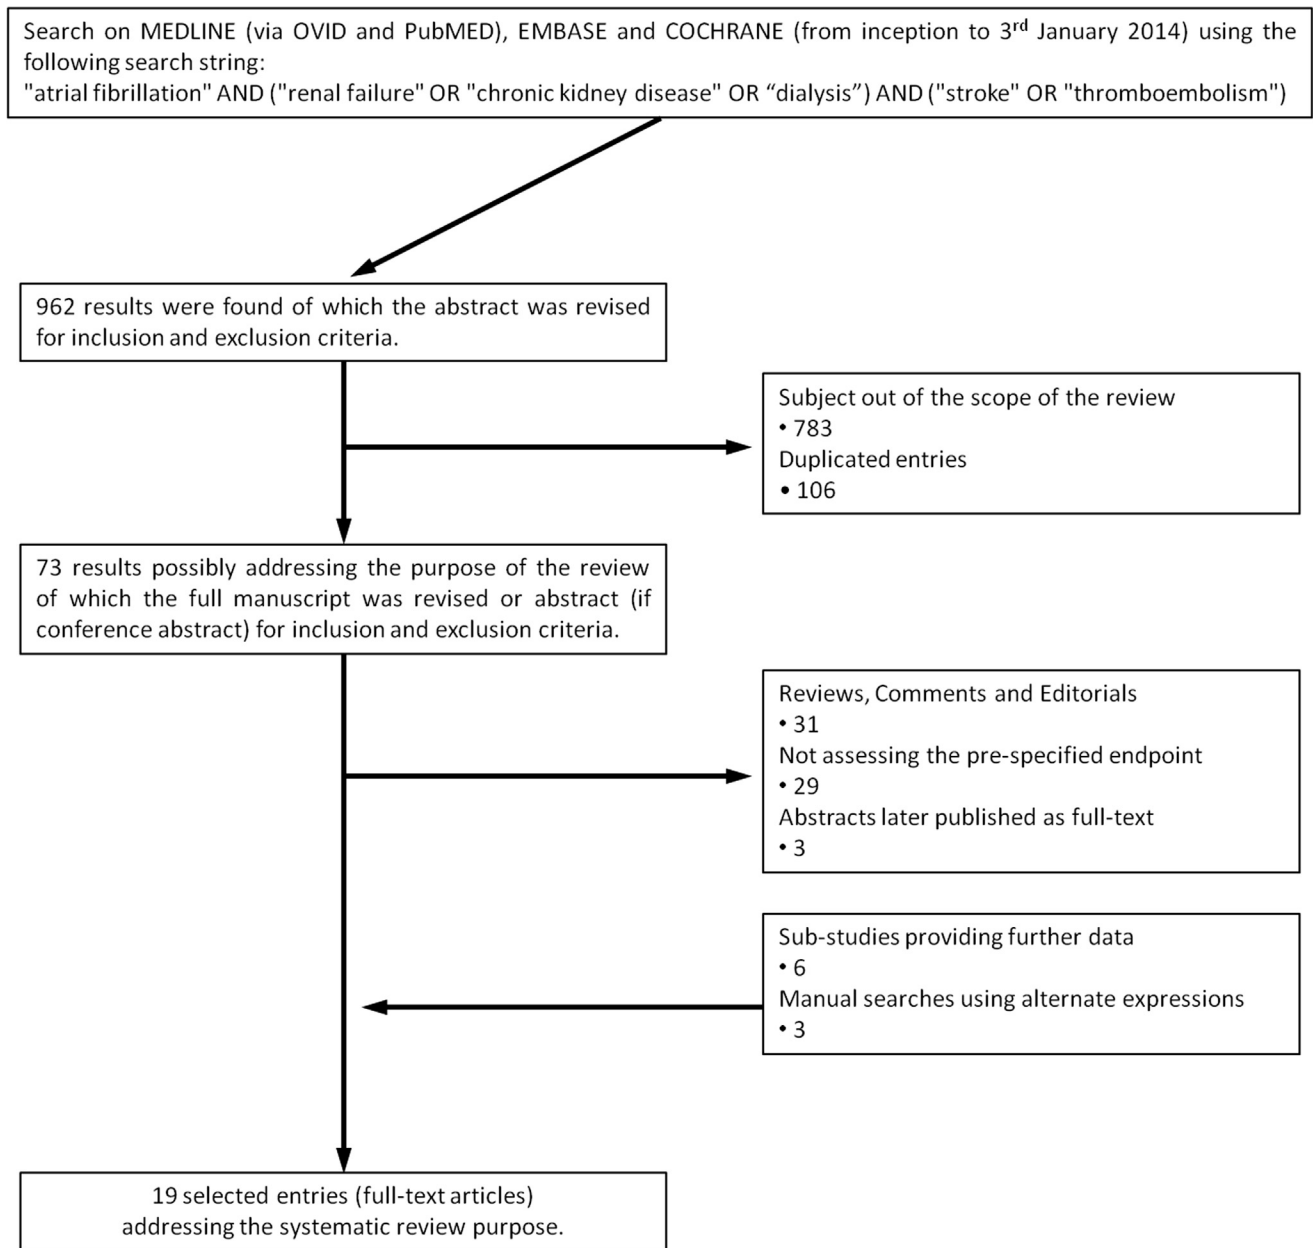 Search on MEDLINE (via OVID and PubMED), EMBASE and COCHRANE (from inception to 3rd January 2014) using the
following search string:
"atrial fibrillation" AND ("renal failure" OR "chronic kidney disease" OR “dialysis”) AND ("stroke" OR "thromboembolism")
962 results were found of which the abstract was revised
for inclusion and exclusion criteria.
Subject out of the scope of the review
• 783
Duplicated entries
• 106
73 results possibly addressing the purpose of the review
of which the full manuscript was revised or abstract (if
conference abstract) for inclusion and exclusion criteria.
Reviews, Comments and Editorials
• 31
Not assessing the pre-specified endpoint
• 29
Abstracts later published as full-text
• 3
Sub-studies providing further data
• 6
Manual searches using alternate expressions
• 3
19 selected entries (full-text articles)
addressing the systematic review purpose.